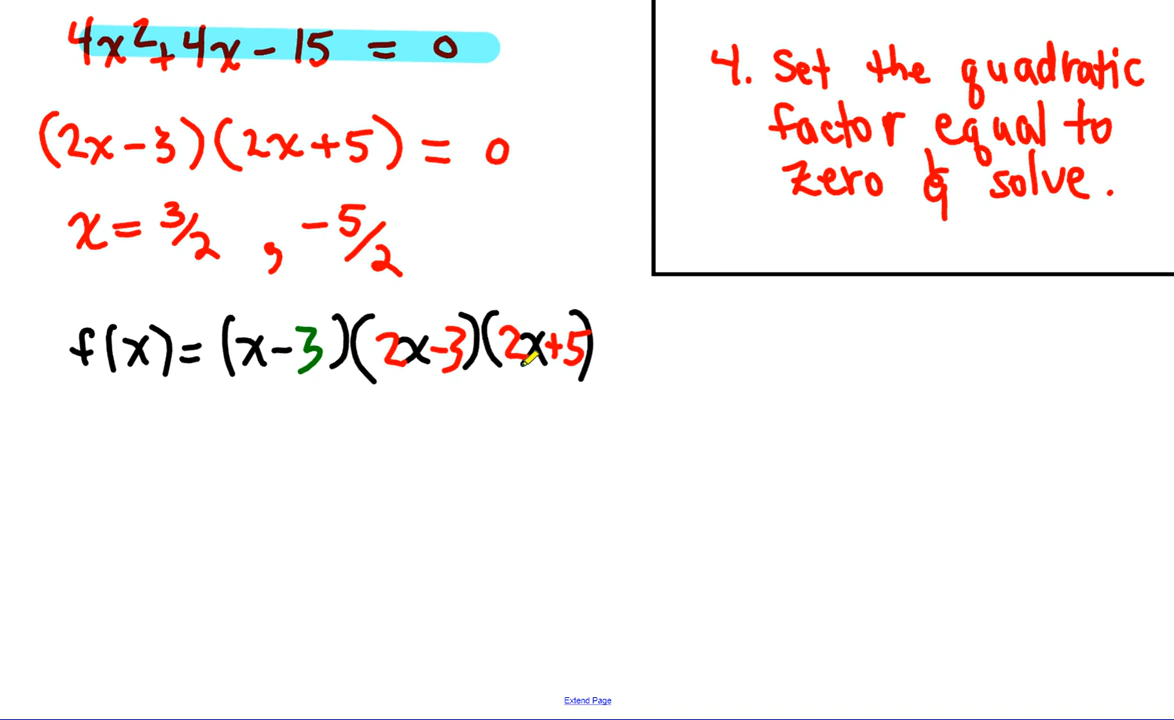 4x²+4x-15 = 0
(2x-3)(2x+5) = 0
x = 3/2 , -5/2
f(x) = (x-3)(2x-3)(2x+5)
4. Set the quadratic
factor equal to
zero & solve.
Extend Page